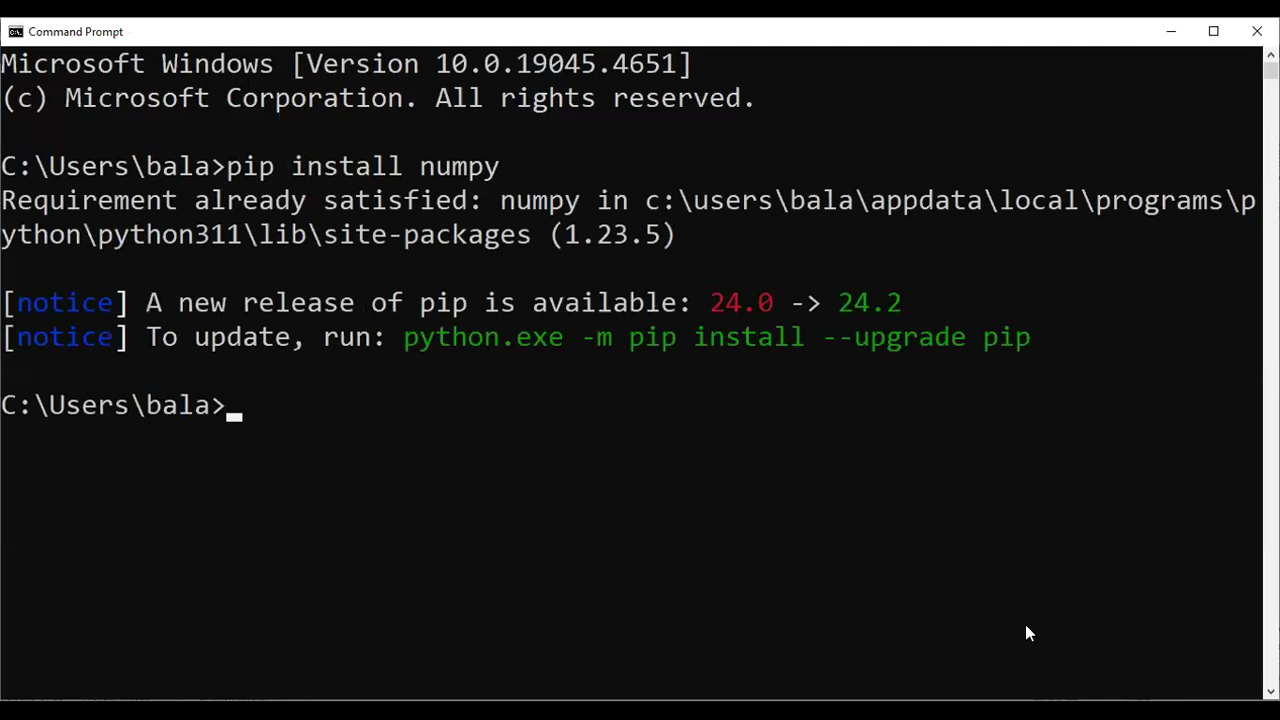 Command Prompt
Microsoft Windows [Version 10.0.19045.4651]
(c) Microsoft Corporation. All rights reserved.
C:\Users\bala>pip install numpy
Requirement already satisfied: numpy in c:\users\bala\appdata\local\programs\p
ython\python311\lib\site-packages (1.23.5)
[notice] A new release of pip is available: 24.0 -> 24.2
[notice] To update, run: python.exe -m pip install --upgrade pip
C:\Users\bala>